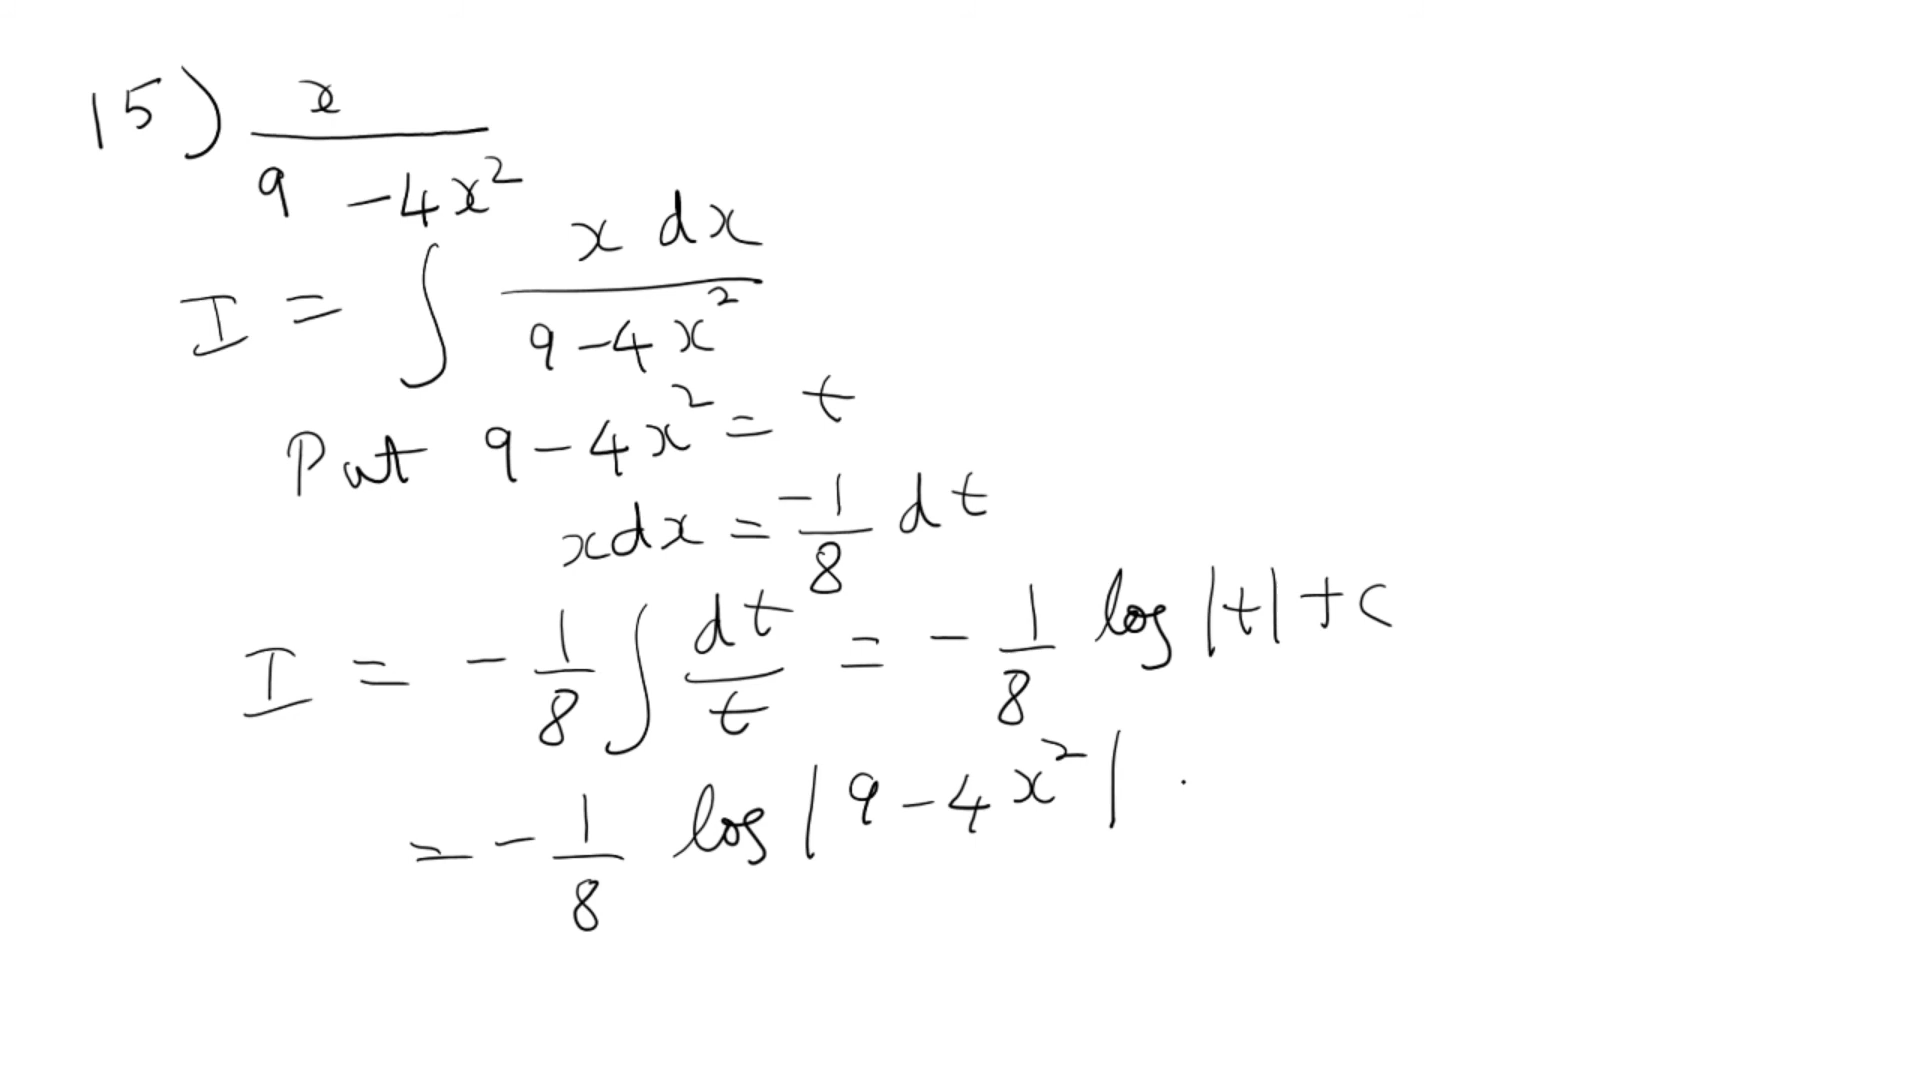 15) x / (9 - 4x²)
I = ∫ x dx / (9 - 4x²)
Put 9 - 4x² = t
xdx = -1/8 dt
I = - 1/8 ∫ dt/t = - 1/8 log |t| + c
= - 1/8 log | 9 - 4x² | .